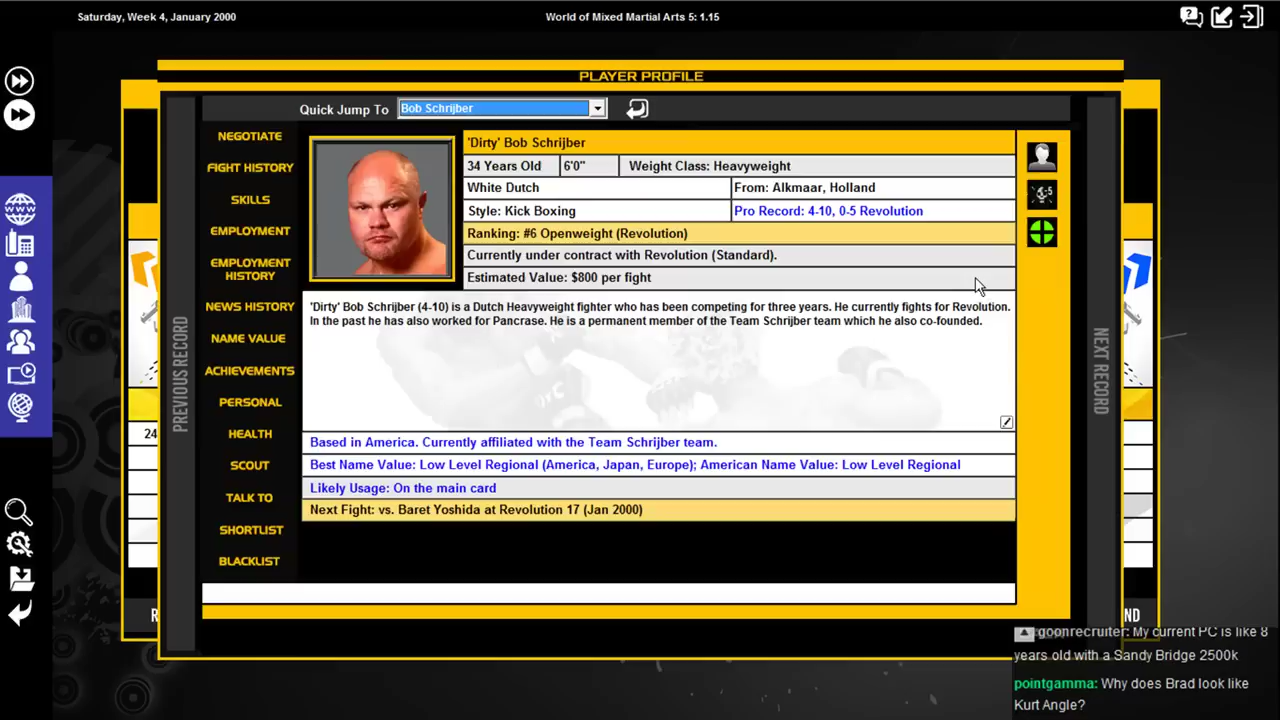 Saturday, Week 4, January 2000
World of Mixed Martial Arts 5: 1.15
PLAYER PROFILE
Quick Jump To
Bob Schrijber
NEGOTIATE
FIGHT HISTORY
SKILLS
EMPLOYMENT
EMPLOYMENT
HISTORY
NEWS HISTORY
NAME VALUE
ACHIEVEMENTS
PERSONAL
HEALTH
SCOUT
TALK TO
SHORTLIST
BLACKLIST
PREVIOUS RECORD
'Dirty' Bob Schrijber
34 Years Old
6'0"
Weight Class: Heavyweight
White Dutch
From: Alkmaar, Holland
Style: Kick Boxing
Pro Record: 4-10, 0-5 Revolution
Ranking: #6 Openweight (Revolution)
Currently under contract with Revolution (Standard).
Estimated Value: $800 per fight
'Dirty' Bob Schrijber (4-10) is a Dutch Heavyweight fighter who has been competing for three years. He currently fights for Revolution.
In the past he has also worked for Pancrase. He is a permanent member of the Team Schrijber team which he also co-founded.
Based in America. Currently affiliated with the Team Schrijber team.
Best Name Value: Low Level Regional (America, Japan, Europe); American Name Value: Low Level Regional
Likely Usage: On the main card
Next Fight: vs. Baret Yoshida at Revolution 17 (Jan 2000)
NEXT RECORD
24
R
ND
goonrecruiter: My current PC is like 8
years old with a Sandy Bridge 2500k
pointgamma: Why does Brad look like
Kurt Angle?